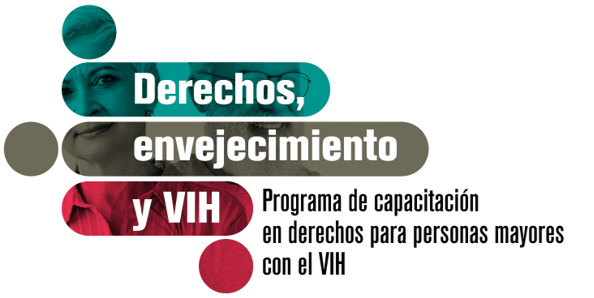 Derechos,
envejecimiento
y VIH
Programa de capacitación
en derechos para personas mayores
con el VIH